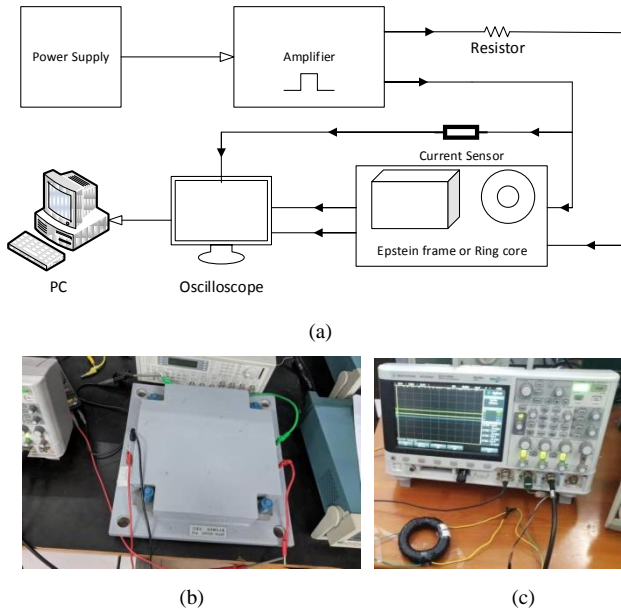 Power Supply
Amplifier
Resistor
Current Sensor
Epstein frame or Ring core
PC
Oscilloscope
(a)
(b)
(c)